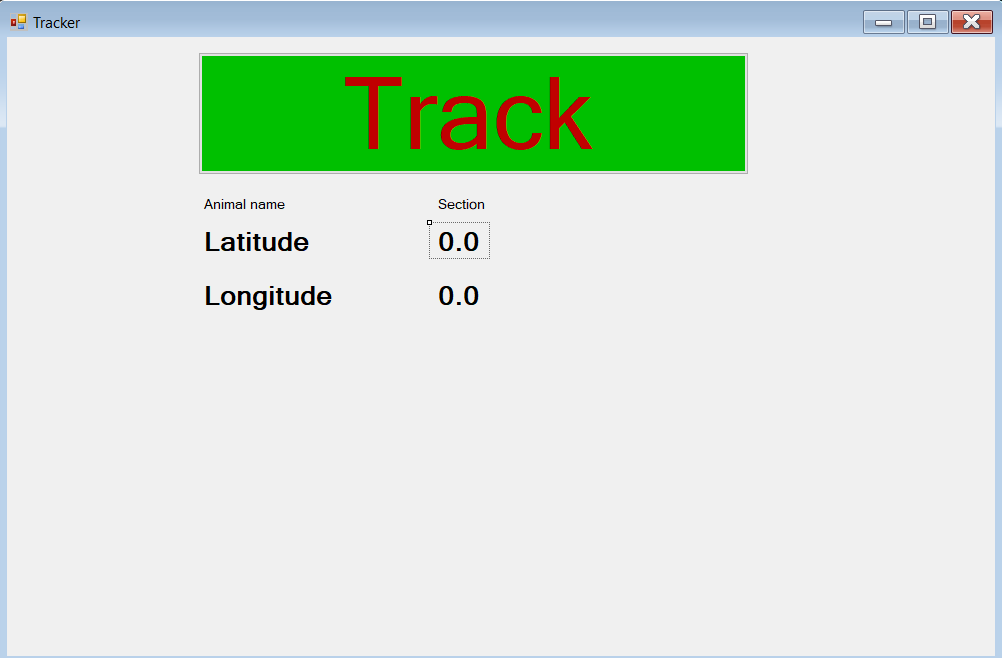 Tracker
Track
Animal name Section
Latitude 0.0
Longitude 0.0